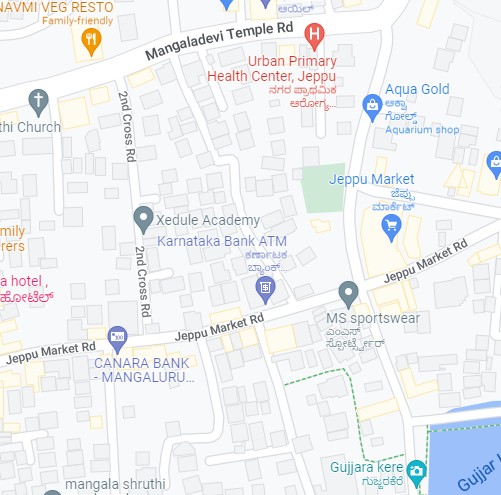 NAVMI VEG RESTO
Family-friendly
ಆಯಿಲ್
Mangaladevi Temple Rd
Urban Primary
Health Center, Jeppu
ನಗರ ಪ್ರಾಥಮಿಕ
ಆರೋಗ್ಯ...
Aqua Gold
ಆಕ್ವಾ
ಗೋಲ್ಡ್
Aquarium shop
2nd Cross Rd
thi Church
Jeppu Market
ಜೆಪ್ಪು
ಮಾರ್ಕೆಟ್
Xedule Academy
Karnataka Bank ATM
ಕರ್ಣಾಟಕ
ಬ್ಯಾಂಕ್...
mily
rers
2nd Cross Rd
a hotel ,
ಹೋಟೆಲ್
Jeppu Market Rd
MS sportswear
ಎಂಎಸ್
ಸ್ಪೋರ್ಟ್ಸ್ವೇರ್
Jeppu Market Rd
Jeppu Market Rd
CANARA BANK
- MANGALURU...
Gujjara kere
ಗುಜ್ಜರಕೆರೆ
Gujjar
mangala shruthi